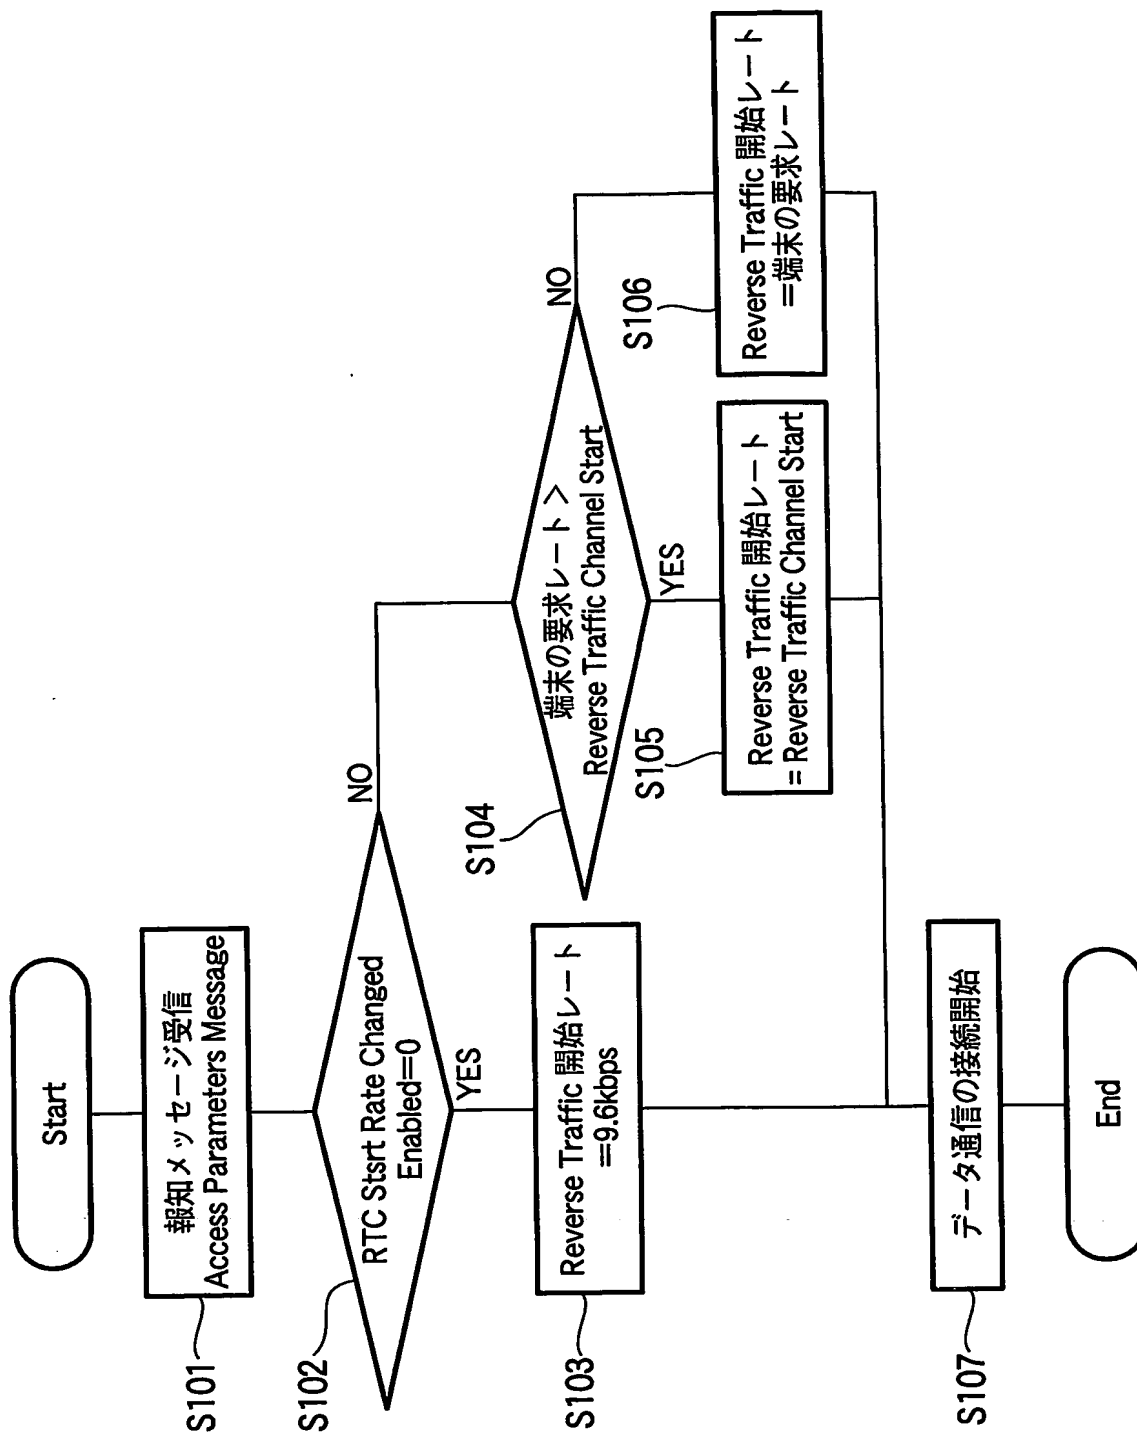 Start
報知メッセージ受信
Access Parameters Message
S101
RTC Stsrt Rate Changed
Enabled=0
S102
NO
YES
Reverse Traffic 開始レート
=9.6kbps
S103
端末の要求レート >
Reverse Traffic Channel Start
S104
NO
YES
Reverse Traffic 開始レート
= Reverse Traffic Channel Start
S105
Reverse Traffic 開始レート
=端末の要求レート
S106
データ通信の接続開始
S107
End